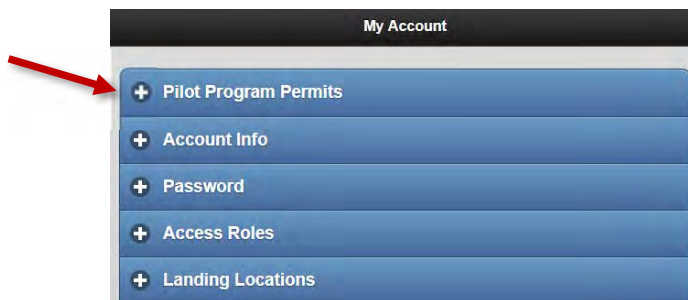 My Account
Pilot Program Permits
Account Info
Password
Access Roles
Landing Locations